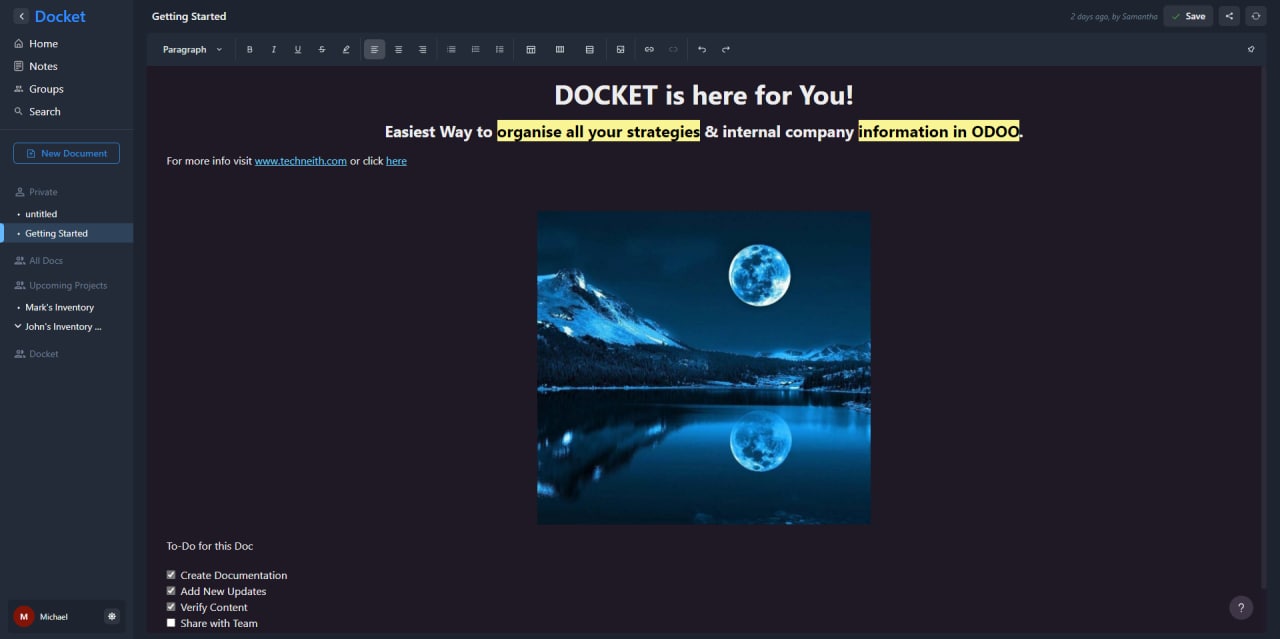 Docket
Home
Notes
Groups
Search
New Document
Private
untitled
Getting Started
All Docs
Upcoming Projects
Mark's Inventory
John's Inventory ...
Docket
M Michael
Getting Started
2 days ago, by Samantha
Save
Paragraph B I U S
DOCKET is here for You!
Easiest Way to organise all your strategies & internal company information in ODOO.
For more info visit www.techneith.com or click here
To-Do for this Doc
Create Documentation
Add New Updates
Verify Content
Share with Team
?